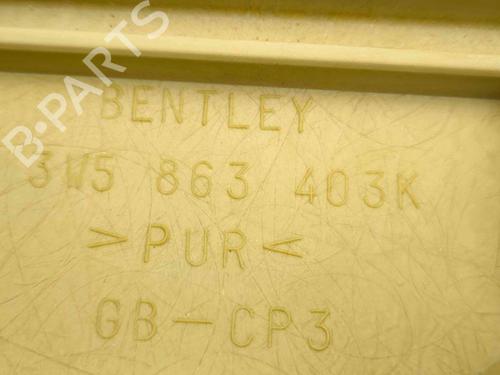 B-PARTS
BENTLEY
3W5 863 403K
>PUR<
GB-CP3